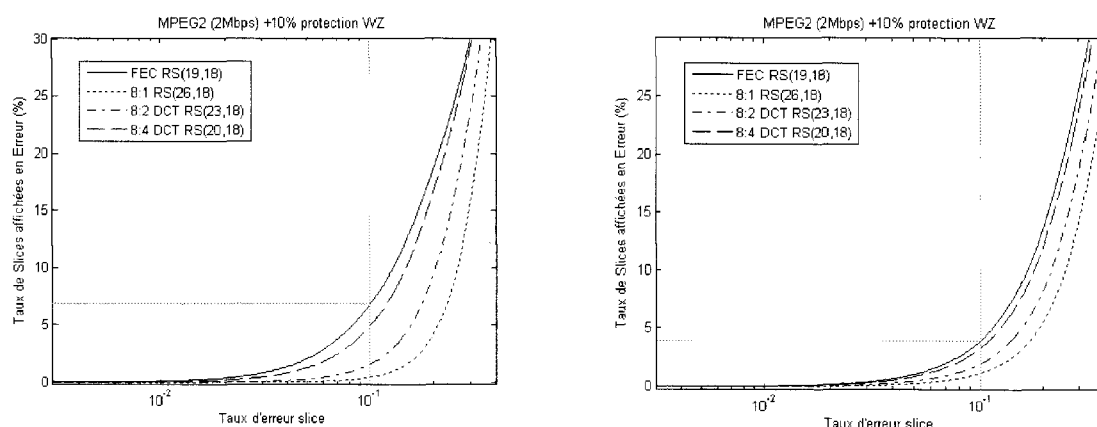 MPEG2 (2Mbps) +10% protection WZ
30
25
20
15
10
5
0
Taux de Slices affichées en Erreur (%)
FEC RS(19,18)
8:1 RS(26,18)
8:2 DCT RS(23,18)
8:4 DCT RS(20,18)
10-2
10-1
Taux d'erreur slice
MPEG2 (2Mbps) +10% protection WZ
30
25
20
15
10
5
0
Taux de Slices affichées en Erreur (%)
FEC RS(19,18)
8:1 RS(26,18)
8:2 DCT RS(23,18)
8:4 DCT RS(20,18)
10-2
10-1
Taux d'erreur slice